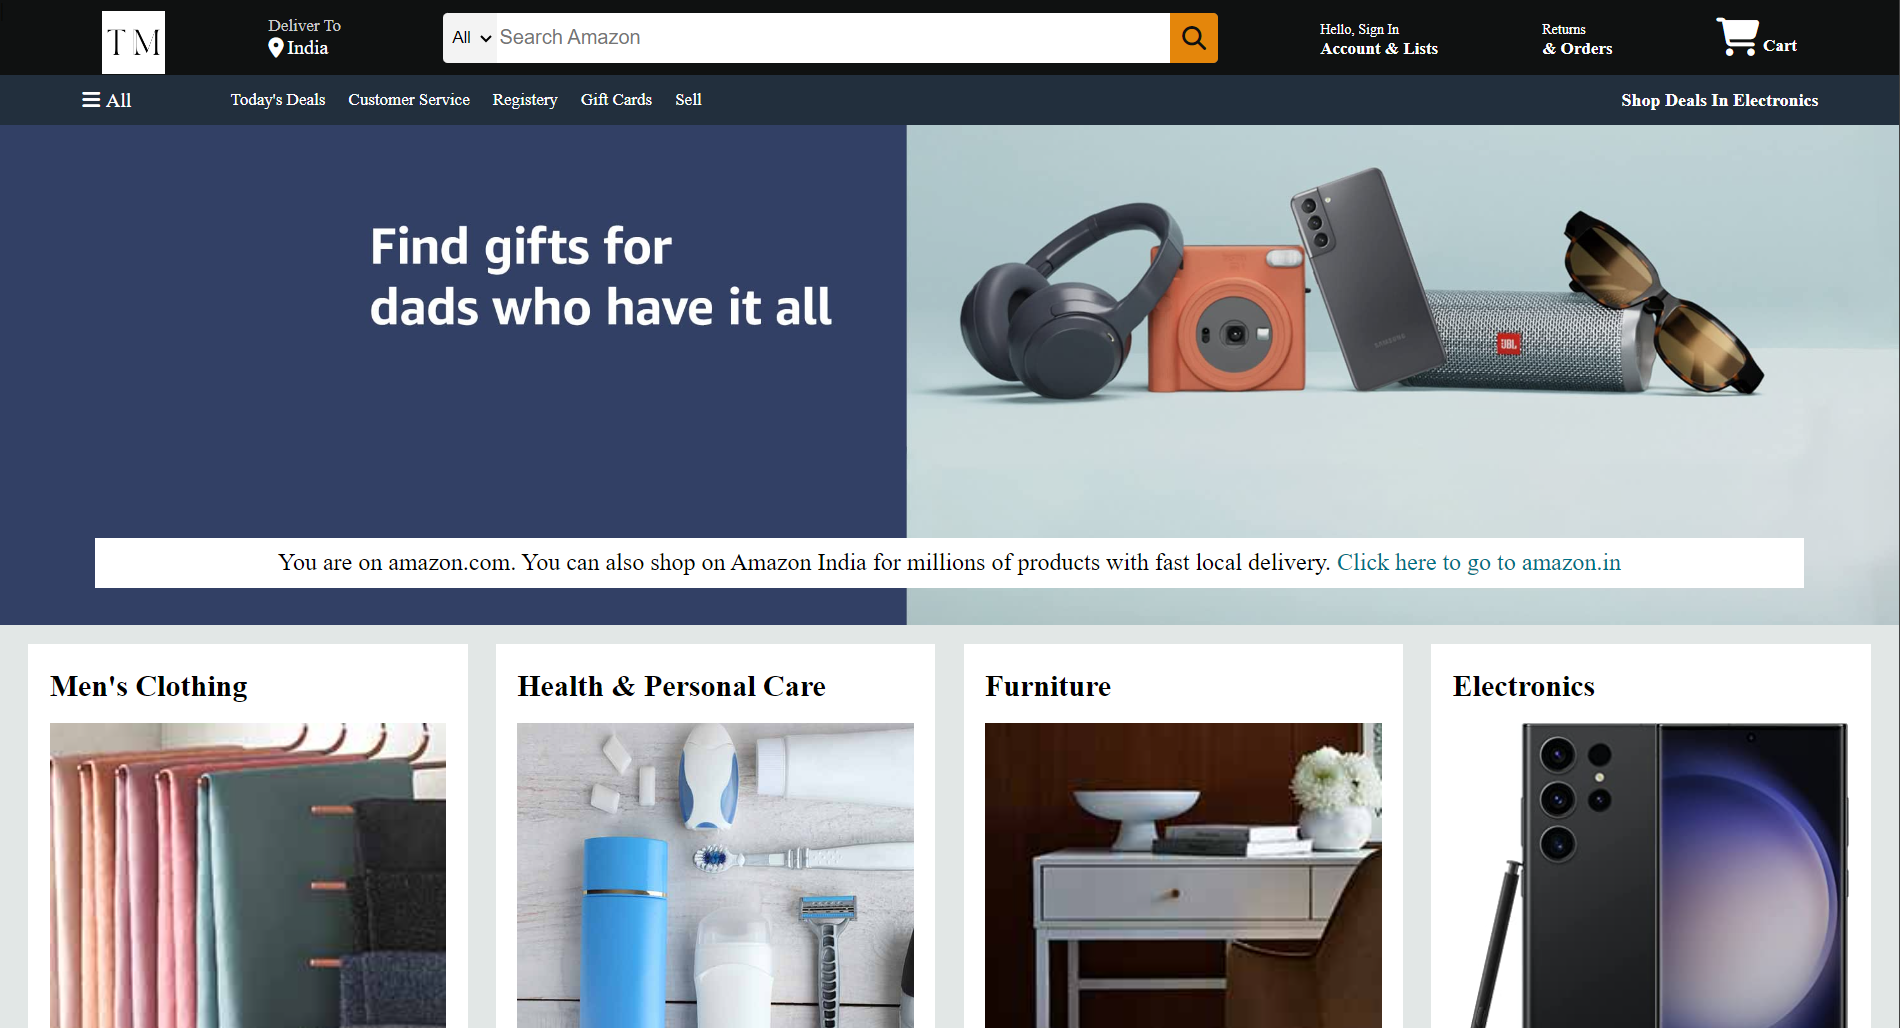 TM
Deliver To
India
All
Search Amazon
Hello, Sign In
Account & Lists
Returns
& Orders
Cart
All
Today's Deals
Customer Service
Registery
Gift Cards
Sell
Shop Deals In Electronics
Find gifts for
dads who have it all
SAMSUNG
JBL
You are on amazon.com. You can also shop on Amazon India for millions of products with fast local delivery. Click here to go to amazon.in
Men's Clothing
Health & Personal Care
Furniture
Electronics